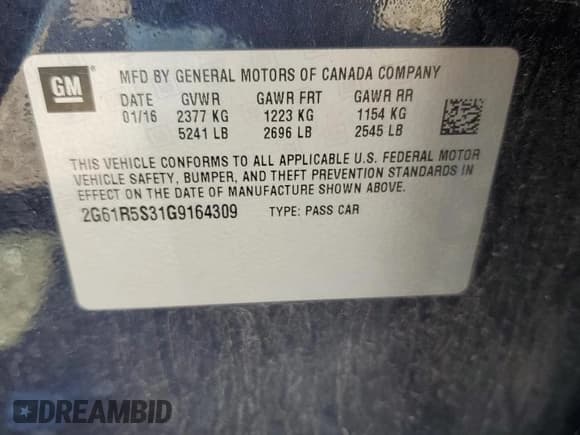 GM
MFD BY GENERAL MOTORS OF CANADA COMPANY
DATE GVWR GAWR FRT GAWR RR
01/16 2377 KG 1223 KG 1154 KG
5241 LB 2696 LB 2545 LB
THIS VEHICLE CONFORMS TO ALL APPLICABLE U.S. FEDERAL MOTOR
VEHICLE SAFETY, BUMPER, AND THEFT PREVENTION STANDARDS IN
EFFECT ON THE DATE OF MANUFACTURE SHOWN ABOVE.
2G61R5S31G9164309 TYPE: PASS CAR
DREAMBID